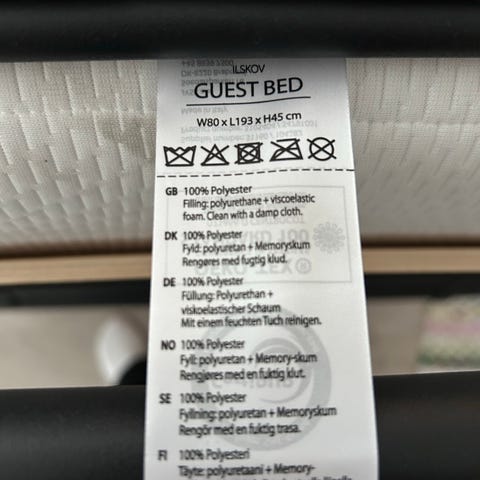 ILSKOV
GUEST BED
W80 x L193 x H45 cm
GB 100% Polyester
Filling: polyurethane + viscoelastic
foam. Clean with a damp cloth.
DK 100% Polyester
Fyld: polyuretan + Memoryskum
Rengøres med fugtig klud.
DE 100% Polyester
Füllung: Polyurethan +
viskoelastischer Schaum
Mit einem feuchten Tuch reinigen.
NO 100% Polyester
Fyll: polyuretan + Memory-skum
Rengjøres med en fuktig klut.
SE 100% Polyester
Fyllning: polyuretan + Memoryskum
Rengör med en fuktig trasa.
FI 100% Polyesteri
Täyte: polyuretaani + Memory-